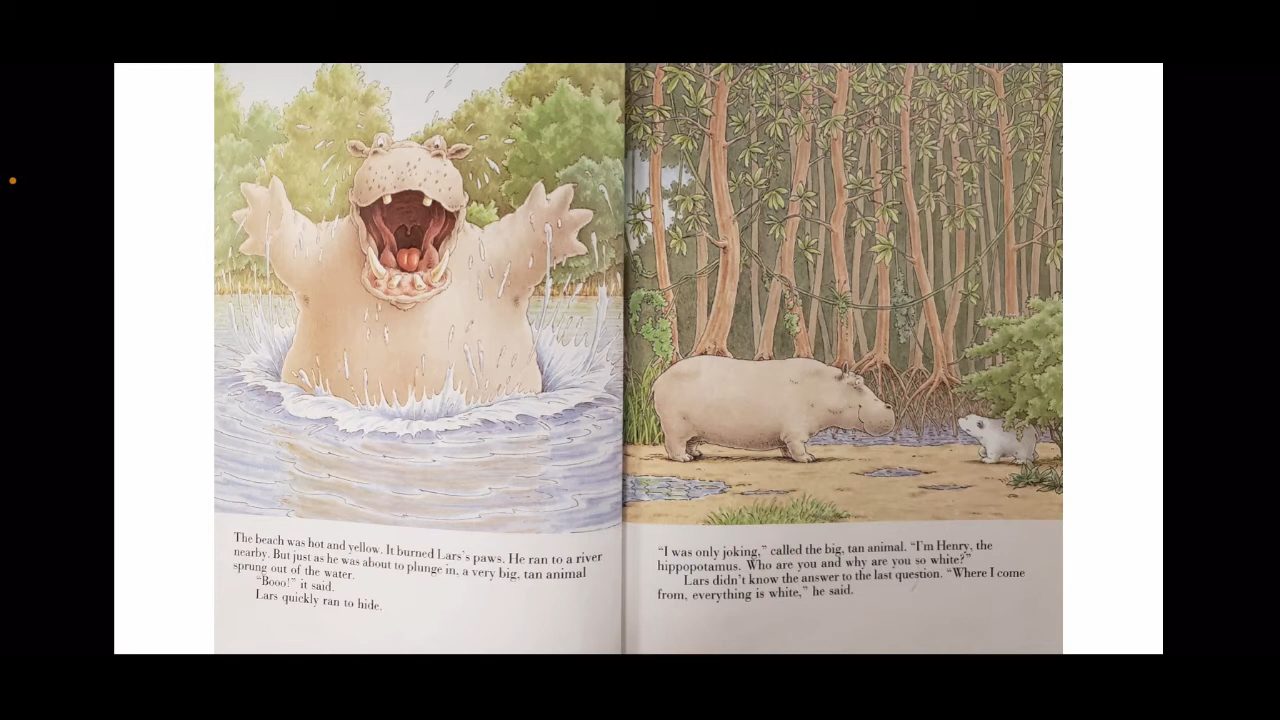 The beach was hot and yellow. It burned Lars's paws. He ran to a river
nearby. But just as he was about to plunge in, a very big, tan animal
sprung out of the water.
"Booo!" it said.
Lars quickly ran to hide.
"I was only joking," called the big, tan animal. "I'm Henry, the
hippopotamus. Who are you and why are you so white?"
Lars didn't know the answer to the last question. "Where I come
from, everything is white," he said.